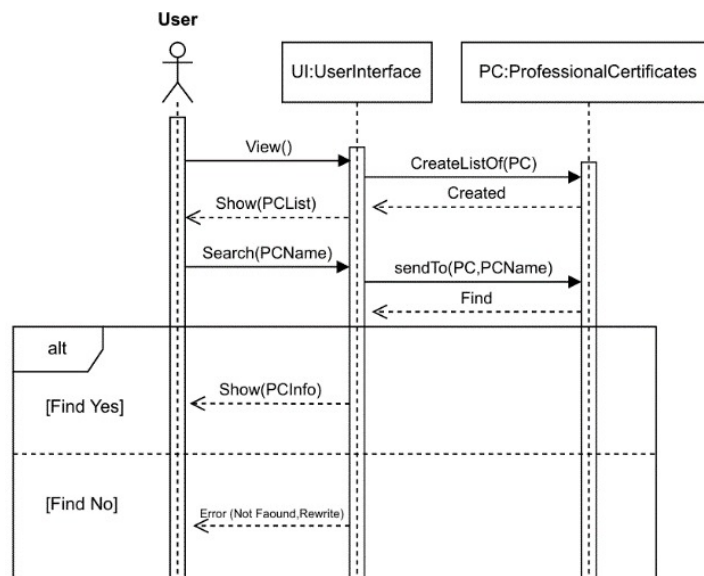 User
UI:UserInterface
PC:ProfessionalCertificates
View()
CreateListOf(PC)
Created
Show(PCList)
Search(PCName)
sendTo(PC,PCName)
Find
alt
Show(PCInfo)
[Find Yes]
[Find No]
Error (Not Faound,Rewrite)